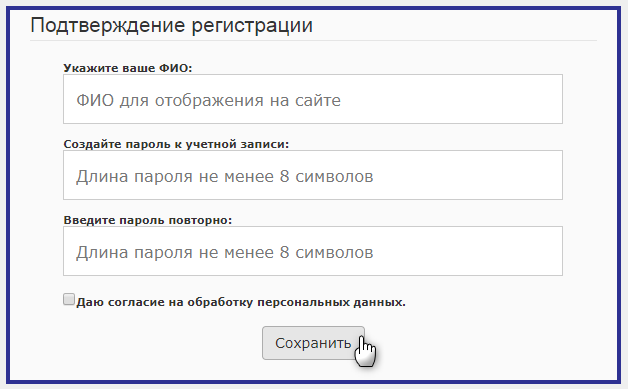 Подтверждение регистрации
Укажите ваше ФИО:
ФИО для отображения на сайте
Создайте пароль к учетной записи:
Длина пароля не менее 8 символов
Введите пароль повторно:
Длина пароля не менее 8 символов
Даю согласие на обработку персональных данных.
Сохранить